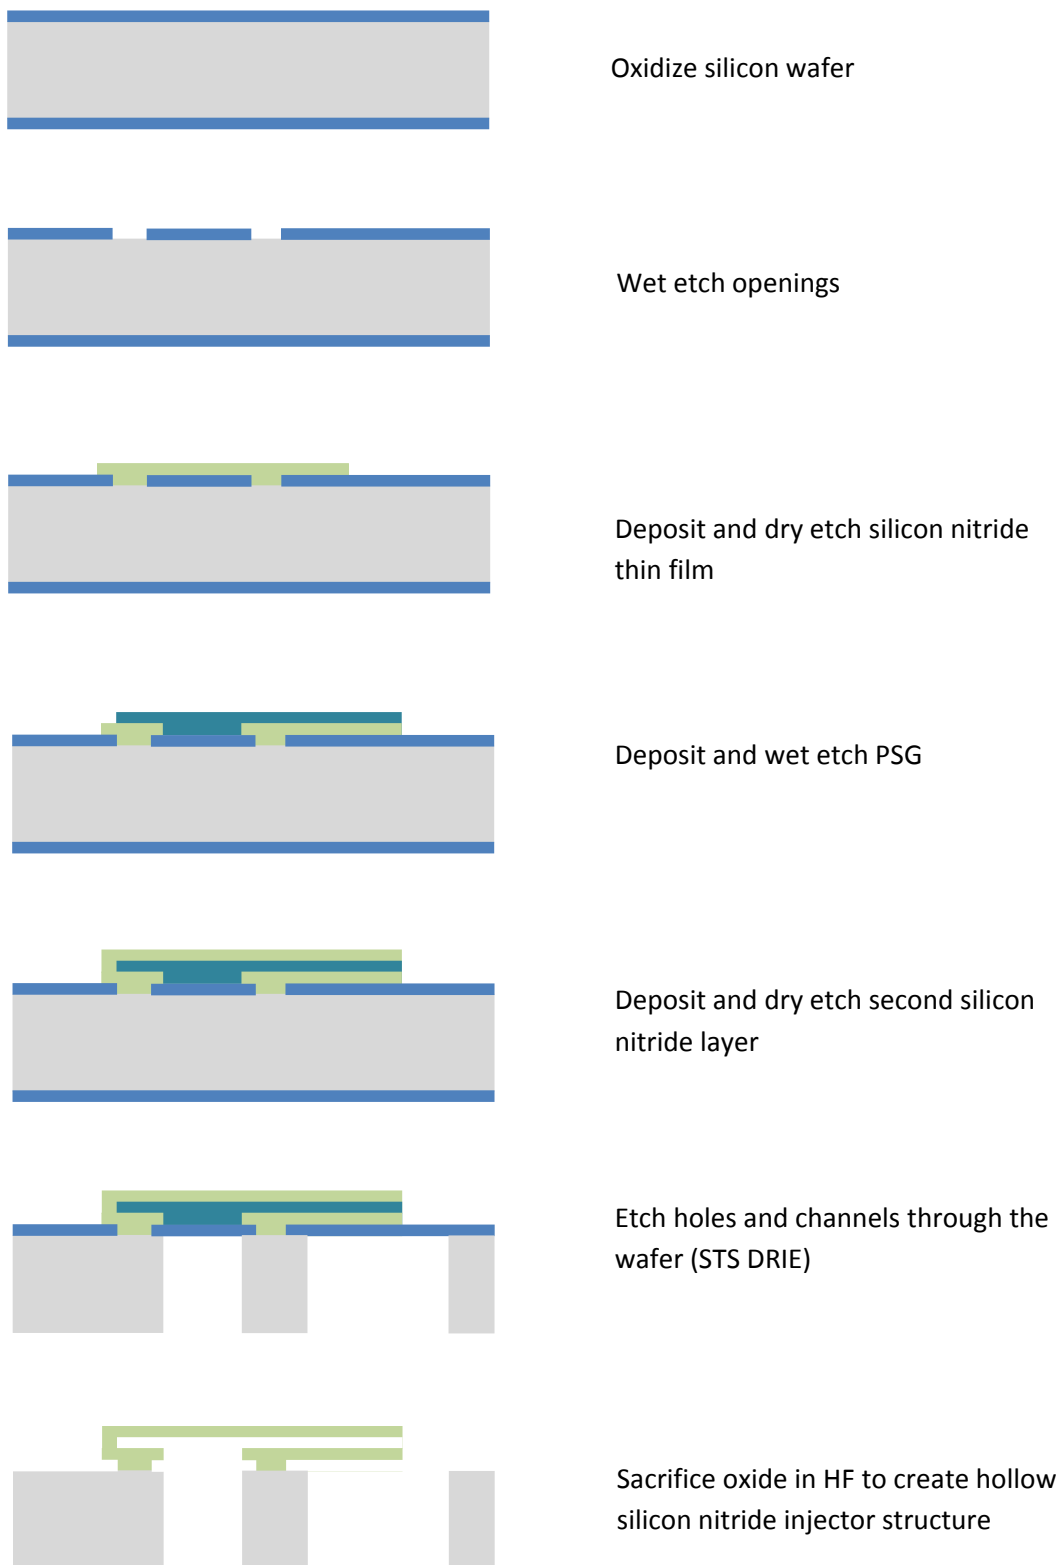 Oxidize silicon wafer
Wet etch openings
Deposit and dry etch silicon nitride
thin film
Deposit and wet etch PSG
Deposit and dry etch second silicon
nitride layer
Etch holes and channels through the
wafer (STS DRIE)
Sacrifice oxide in HF to create hollow
silicon nitride injector structure